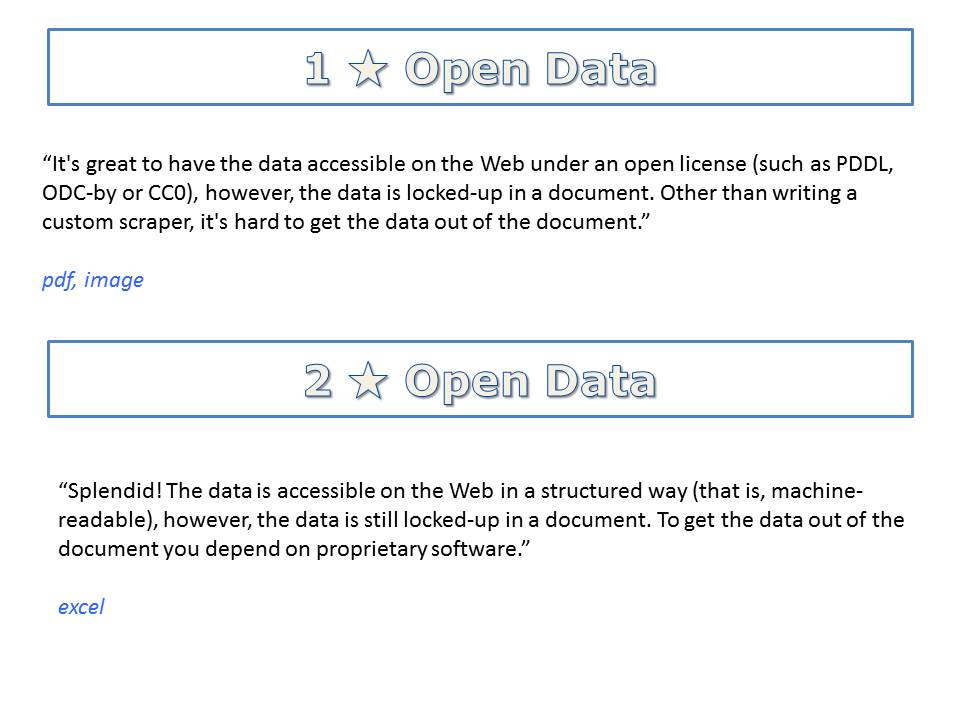 1 ☆ Open Data
“It's great to have the data accessible on the Web under an open license (such as PDDL,
ODC-by or CC0), however, the data is locked-up in a document. Other than writing a
custom scraper, it's hard to get the data out of the document.”
pdf, image
2 ☆ Open Data
“Splendid! The data is accessible on the Web in a structured way (that is, machine-
readable), however, the data is still locked-up in a document. To get the data out of the
document you depend on proprietary software.”
excel